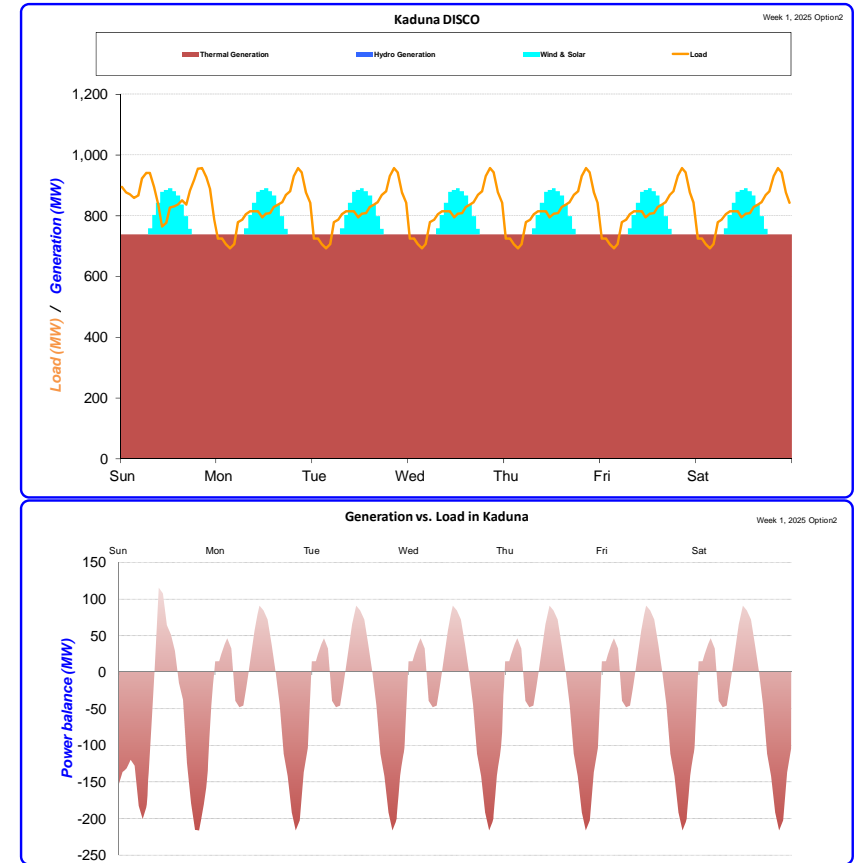 Kaduna DISCO
Week 1, 2025 Option2
Thermal Generation Hydro Generation Wind & Solar Load
1,200
1,000
800
600
400
200
0
Load (MW) / Generation (MW)
Sun Mon Tue Wed Thu Fri Sat
Generation vs. Load in Kaduna
Week 1, 2025 Option2
Sun Mon Tue Wed Thu Fri Sat
150
100
50
0
-50
-100
-150
-200
-250
Power balance (MW)